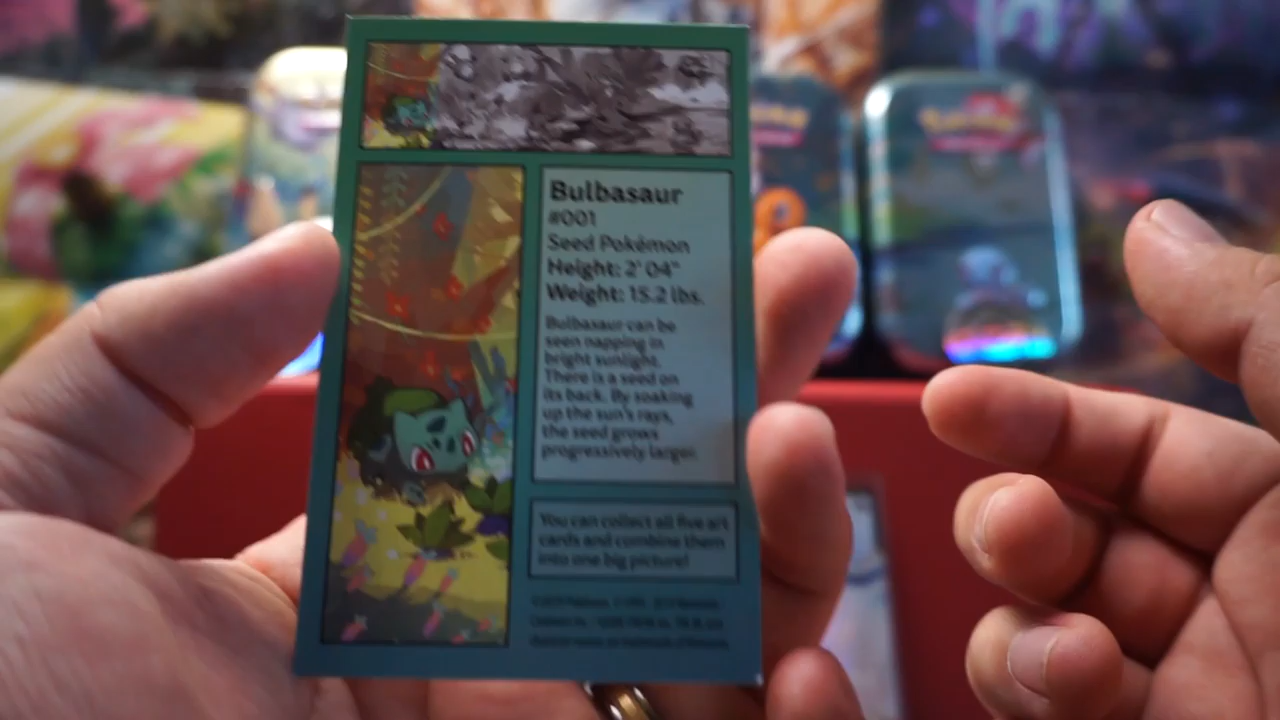 Bulbasaur
#001
Seed Pokémon
Height: 2' 04"
Weight: 15.2 lbs.
Bulbasaur can be
seen napping in
bright sunlight.
There is a seed on
its back. By soaking
up the sun's rays,
the seed grows
progressively larger.
You can collect all five art
cards and combine them
into one big picture!
Pokémon